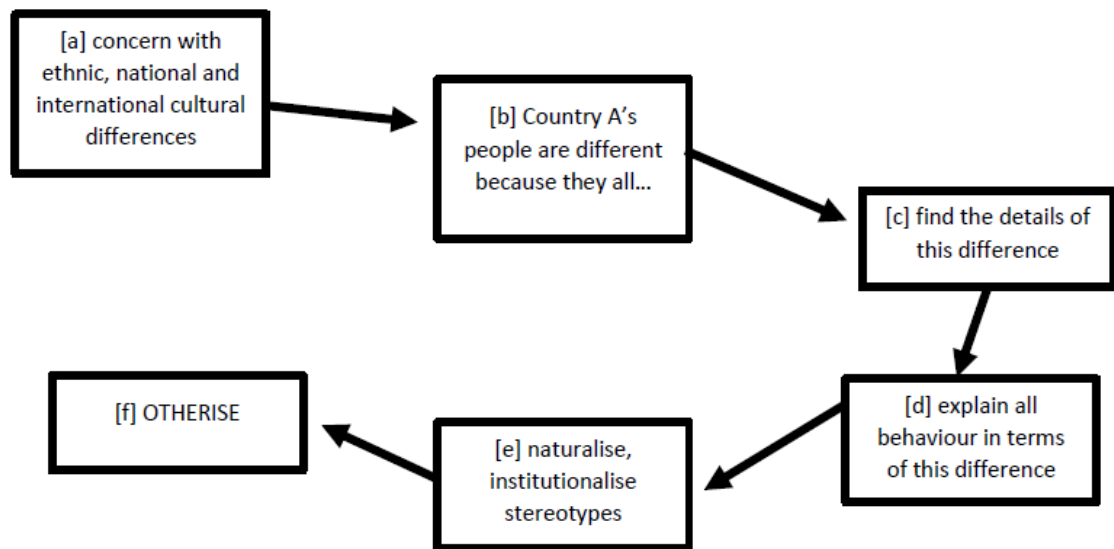 [a] concern with
ethnic, national and
international cultural
differences
[b] Country A’s
people are different
because they all…
[c] find the details of
this difference
[d] explain all
behaviour in terms
of this difference
[e] naturalise,
institutionalise
stereotypes
[f] OTHERISE